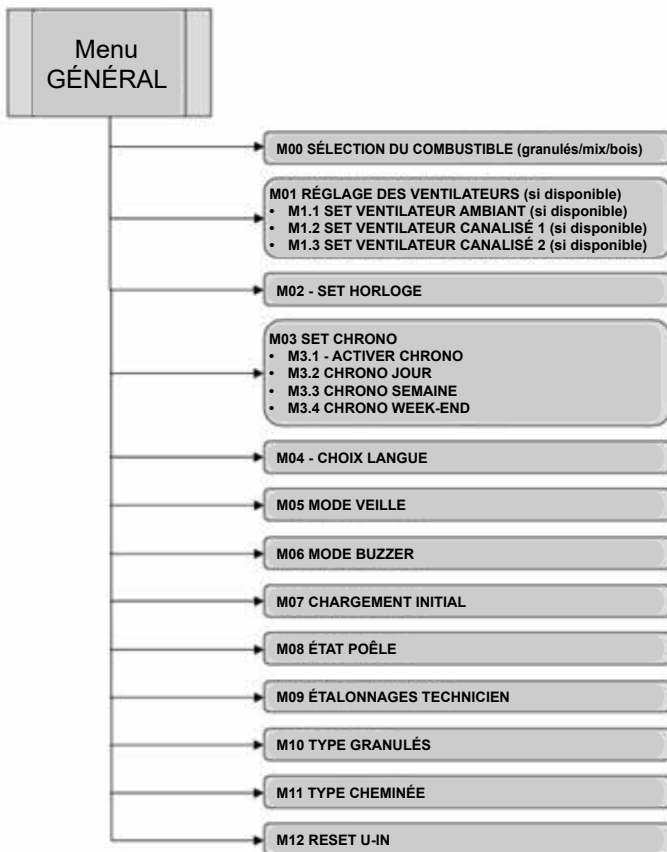 Menu
GÉNÉRAL
M00 SÉLECTION DU COMBUSTIBLE (granulés/mix/bois)
M01 RÉGLAGE DES VENTILATEURS (si disponible)
• M1.1 SET VENTILATEUR AMBIANT (si disponible)
• M1.2 SET VENTILATEUR CANALISÉ 1 (si disponible)
• M1.3 SET VENTILATEUR CANALISÉ 2 (si disponible)
M02 - SET HORLOGE
M03 SET CHRONO
• M3.1 - ACTIVER CHRONO
• M3.2 CHRONO JOUR
• M3.3 CHRONO SEMAINE
• M3.4 CHRONO WEEK-END
M04 - CHOIX LANGUE
M05 MODE VEILLE
M06 MODE BUZZER
M07 CHARGEMENT INITIAL
M08 ÉTAT POÊLE
M09 ÉTALONNAGES TECHNICIEN
M10 TYPE GRANULÉS
M11 TYPE CHEMINÉE
M12 RESET U-IN